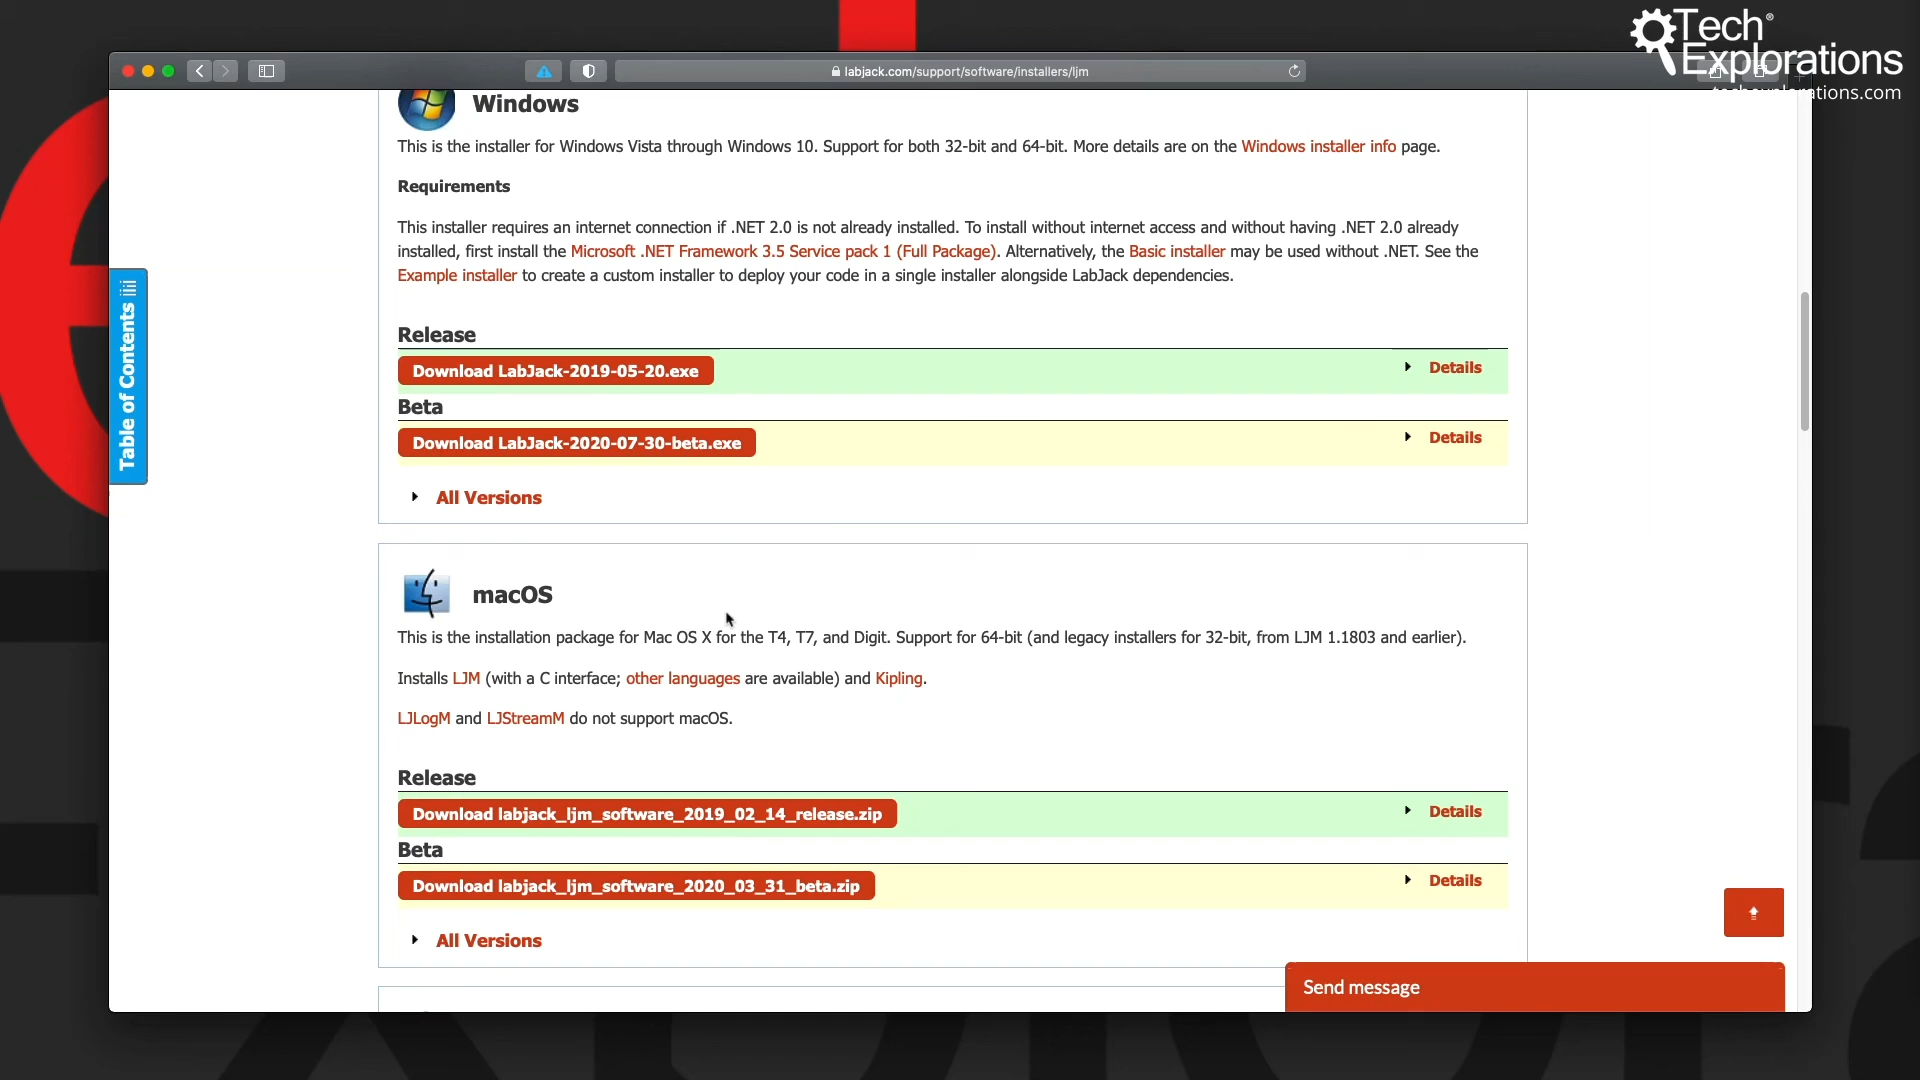 Tech®
Explorations
labjack.com/support/software/installers/ljm
Windows
This is the installer for Windows Vista through Windows 10. Support for both 32-bit and 64-bit. More details are on the Windows installer info page.
Requirements
This installer requires an internet connection if .NET 2.0 is not already installed. To install without internet access and without having .NET 2.0 already
installed, first install the Microsoft .NET Framework 3.5 Service pack 1 (Full Package). Alternatively, the Basic installer may be used without .NET. See the
Example installer to create a custom installer to deploy your code in a single installer alongside LabJack dependencies.
Table of Contents
Release
Download LabJack-2019-05-20.exe
Details
Beta
Download LabJack-2020-07-30-beta.exe
Details
All Versions
macOS
This is the installation package for Mac OS X for the T4, T7, and Digit. Support for 64-bit (and legacy installers for 32-bit, from LJM 1.1803 and earlier).
Installs LJM (with a C interface; other languages are available) and Kipling.
LJLogM and LJStreamM do not support macOS.
Release
Download labjack_ljm_software_2019_02_14_release.zip
Details
Beta
Download labjack_ljm_software_2020_03_31_beta.zip
Details
All Versions
Send message